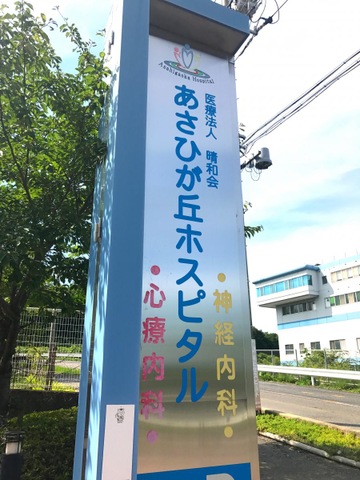 Asahigaoka Hospital
医療法人 晴和会
あさひが丘ホスピタル
・神経内科・
・心療内科・
P